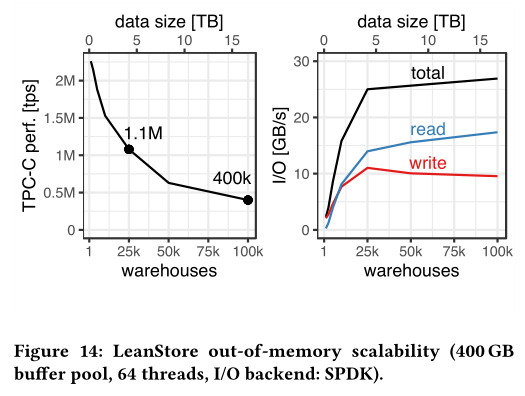 data size [TB]
0 5 10 15
TPC-C perf. [tps]
2M
1.5M
1M
0.5M
0
1.1M
400k
1 25k 50k 75k 100k
warehouses
data size [TB]
0 5 10 15
I/O [GB/s]
30
20
10
0
total
read
write
1 25k 50k 75k 100k
warehouses
Figure 14: LeanStore out-of-memory scalability (400 GB
buffer pool, 64 threads, I/O backend: SPDK).